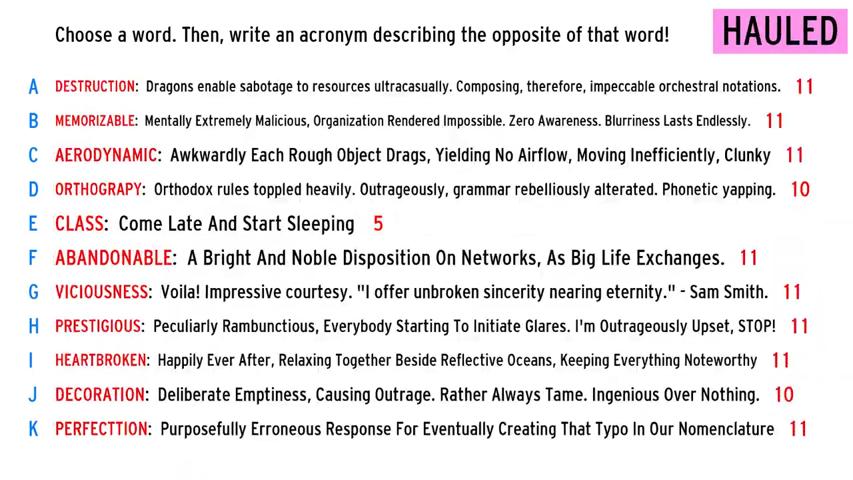 Choose a word. Then, write an acronym describing the opposite of that word!
HAULED
A DESTRUCTION: Dragons enable sabotage to resources ultracasually. Composing, therefore, impeccable orchestral notations. 11
B MEMORIZABLE: Mentally Extremely Malicious, Organization Rendered Impossible. Zero Awareness. Blurriness Lasts Endlessly. 11
C AERODYNAMIC: Awkwardly Each Rough Object Drags, Yielding No Airflow, Moving Inefficiently, Clunky 11
D ORTHOGRAPY: Orthodox rules toppled heavily. Outrageously, grammar rebelliously alterated. Phonetic yapping. 10
E CLASS: Come Late And Start Sleeping 5
F ABANDONABLE: A Bright And Noble Disposition On Networks, As Big Life Exchanges. 11
G VICIOUSNESS: Voila! Impressive courtesy. "I offer unbroken sincerity nearing eternity." - Sam Smith. 11
H PRESTIGIOUS: Peculiarly Rambunctious, Everybody Starting To Initiate Glares. I'm Outrageously Upset, STOP! 11
I HEARTBROKEN: Happily Ever After, Relaxing Together Beside Reflective Oceans, Keeping Everything Noteworthy 11
J DECORATION: Deliberate Emptiness, Causing Outrage. Rather Always Tame. Ingenious Over Nothing. 10
K PERFECTTION: Purposefully Erroneous Response For Eventually Creating That Typo In Our Nomenclature 11